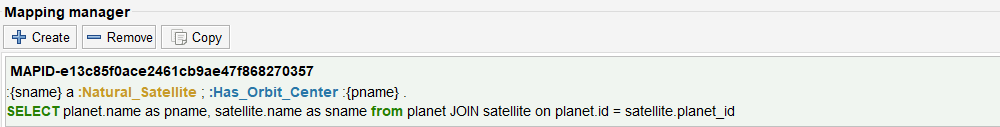 Mapping manager
Create Remove Copy
MAPID-e13c85f0ace2461cb9ae47f868270357
:{sname} a :Natural_Satellite ; :Has_Orbit_Center :{pname} .
SELECT planet.name as pname, satellite.name as sname from planet JOIN satellite on planet.id = satellite.planet_id